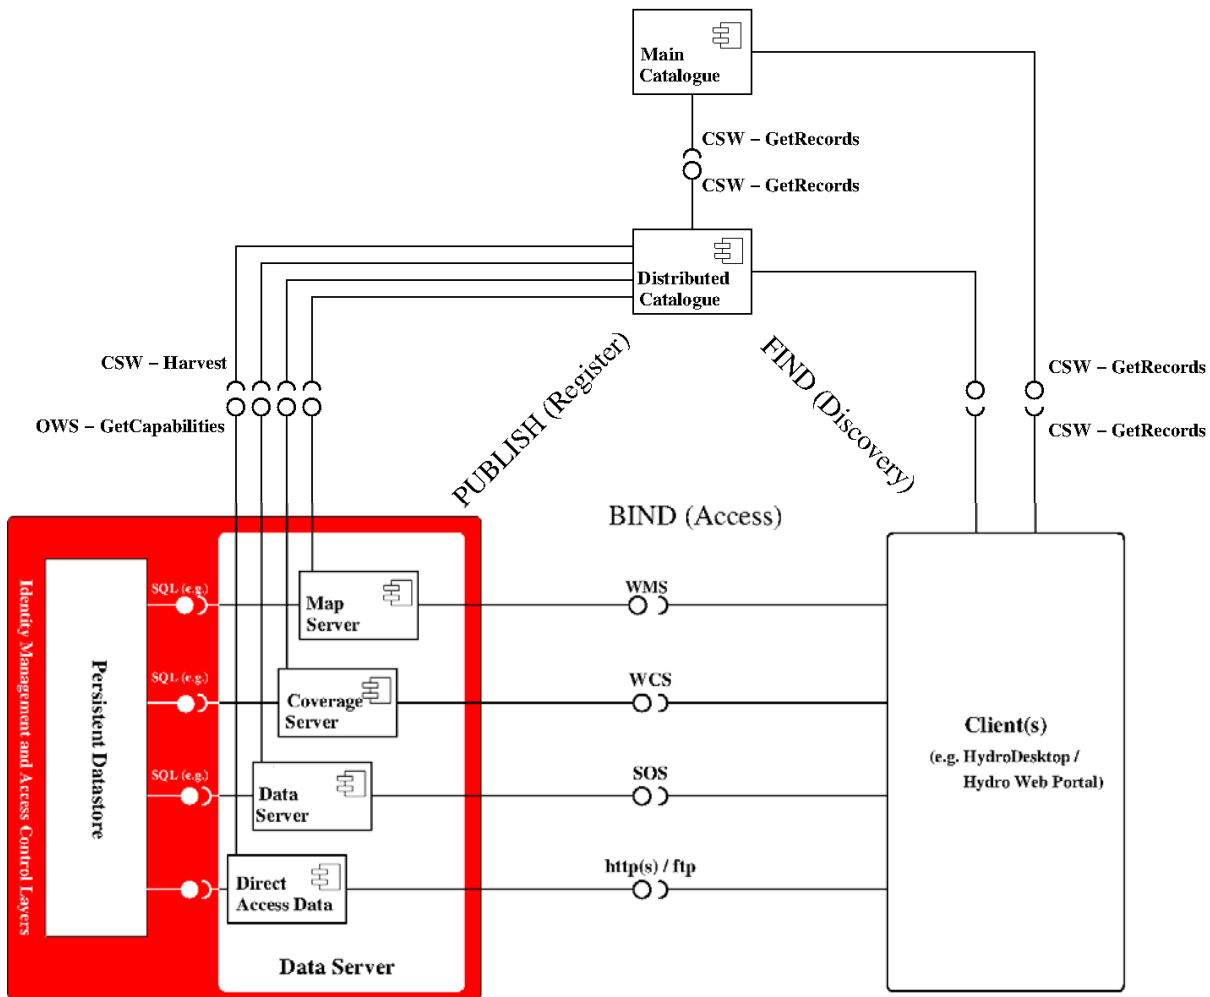 Main
Catalogue
CSW – GetRecords
CSW – GetRecords
Distributed
Catalogue
CSW – Harvest
OWS – GetCapabilities
PUBLISH (Register)
FIND (Discovery)
CSW – GetRecords
CSW – GetRecords
BIND (Access)
Identity Management and Access Control Layers
Persistent Datastore
SQL (e.g.)
Map
Server
WMS
SQL (e.g.)
Coverage
Server
WCS
SQL (e.g.)
Data
Server
SOS
Direct
Access Data
http(s) / ftp
Data Server
Client(s)
(e.g. HydroDesktop /
Hydro Web Portal)